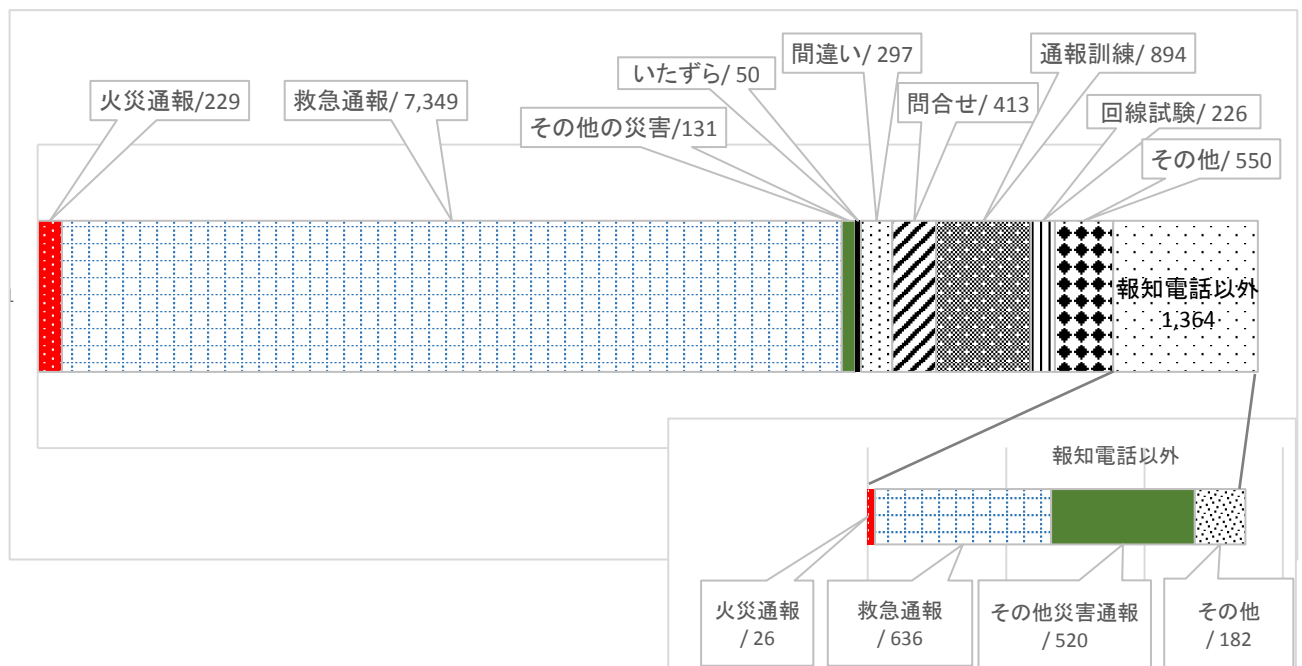 間違い/ 297
通報訓練/ 894
いたずら/ 50
火災通報/229
救急通報/ 7,349
問合せ/ 413
回線試験/ 226
その他の災害/131
その他/ 550
報知電話以外
1,364
報知電話以外
火災通報
/ 26
救急通報
/ 636
その他災害通報
/ 520
その他
/ 182